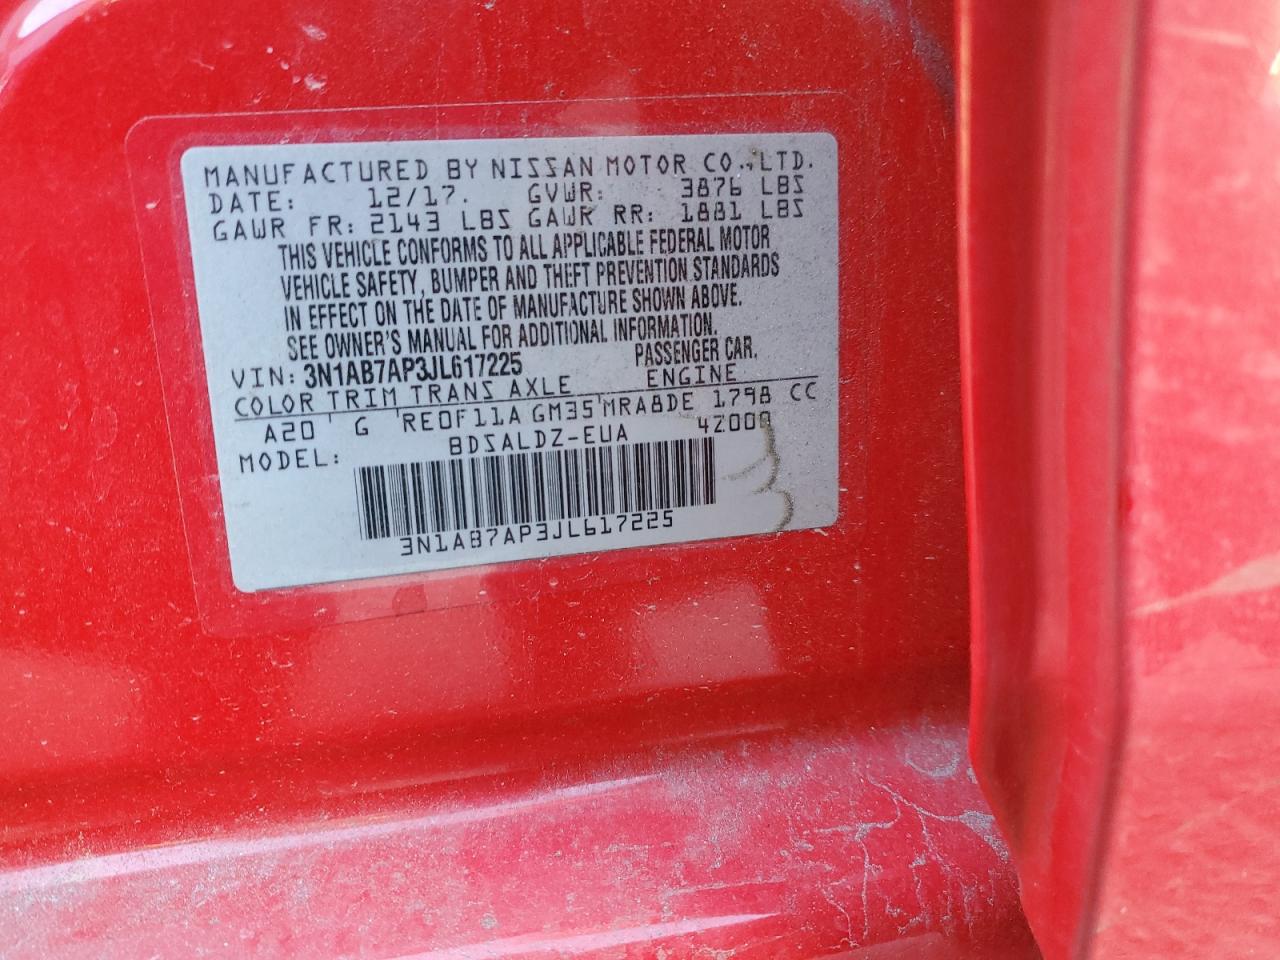 MANUFACTURED BY NISSAN MOTOR CO.,LTD.
DATE: 12/17. GVWR: 3876 LBS
GAWR FR: 2143 LBS GAWR RR: 1881 LBS
THIS VEHICLE CONFORMS TO ALL APPLICABLE FEDERAL MOTOR
VEHICLE SAFETY, BUMPER AND THEFT PREVENTION STANDARDS
IN EFFECT ON THE DATE OF MANUFACTURE SHOWN ABOVE.
SEE OWNER'S MANUAL FOR ADDITIONAL INFORMATION.
VIN: 3N1AB7AP3JL617225 PASSENGER CAR.
COLOR TRIM TRANS AXLE ENGINE
A20 G RE0F11A GM35 MRA8DE 1798 CC
MODEL: BDSALDZ-EUA 42000
3N1AB7AP3JL617225